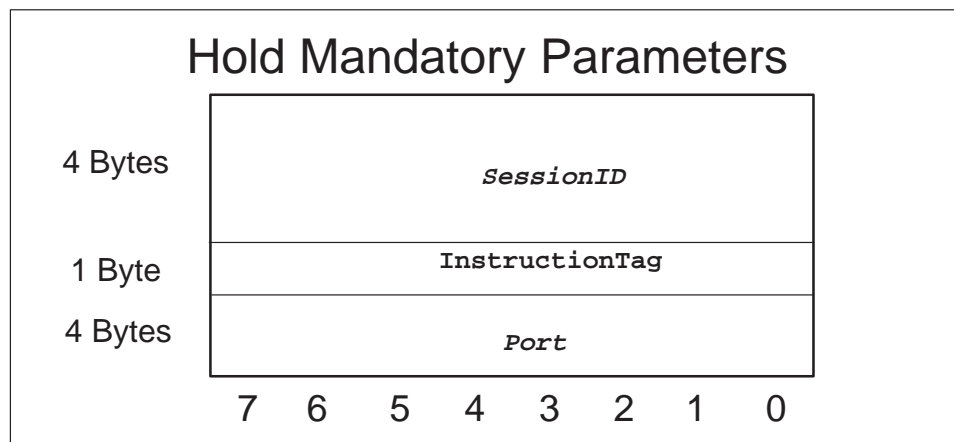 Hold Mandatory Parameters
4 Bytes
SessionID
1 Byte
InstructionTag
4 Bytes
Port
7 6 5 4 3 2 1 0